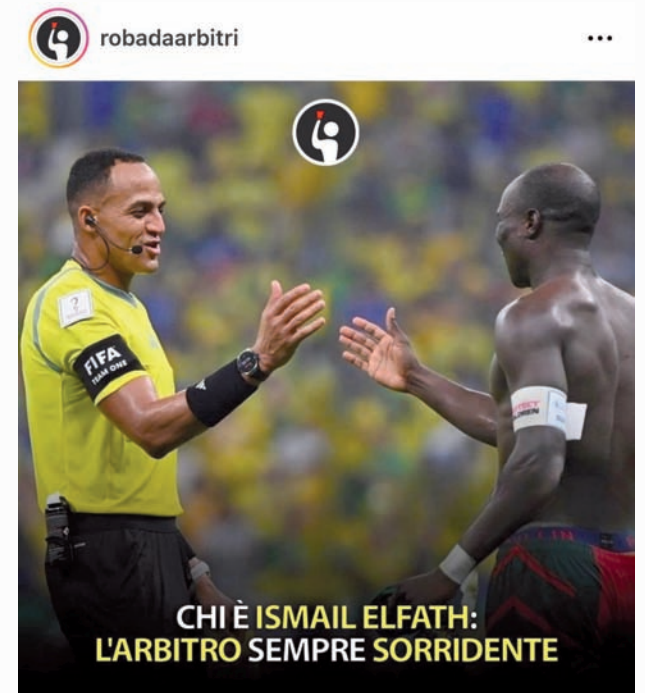 robadaarbitri
?
FIFA
TEAM ONE
CHI È ISMAIL ELFATH:
L'ARBITRO SEMPRE SORRIDENTE